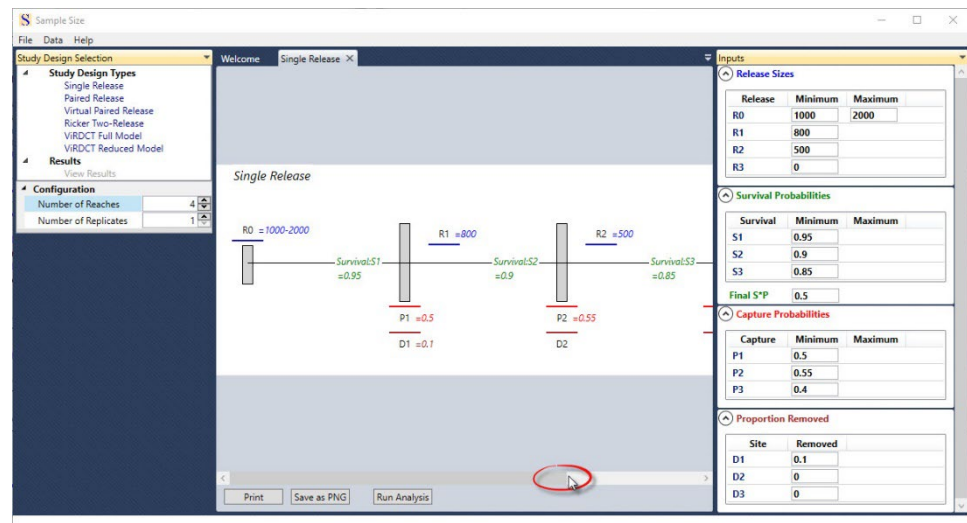 S Sample Size
File Data Help
Study Design Selection
Study Design Types
Single Release
Paired Release
Virtual Paired Release
Ricker Two-Release
ViRDCT Full Model
ViRDCT Reduced Model
Results
View Results
Configuration
Number of Reaches 4
Number of Replicates 1
Welcome Single Release
Single Release
R0 =1000-2000
R1 =800
R2 =500
Survival:S1
=0.95
Survival:S2
=0.9
Survival:S3
=0.85
P1 =0.5
P2 =0.55
D1 =0.1
D2
Print Save as PNG Run Analysis
Inputs
Release Sizes
Release Minimum Maximum
R0 1000 2000
R1 800
R2 500
R3 0
Survival Probabilities
Survival Minimum Maximum
S1 0.95
S2 0.9
S3 0.85
Final S*P 0.5
Capture Probabilities
Capture Minimum Maximum
P1 0.5
P2 0.55
P3 0.4
Proportion Removed
Site Removed
D1 0.1
D2 0
D3 0